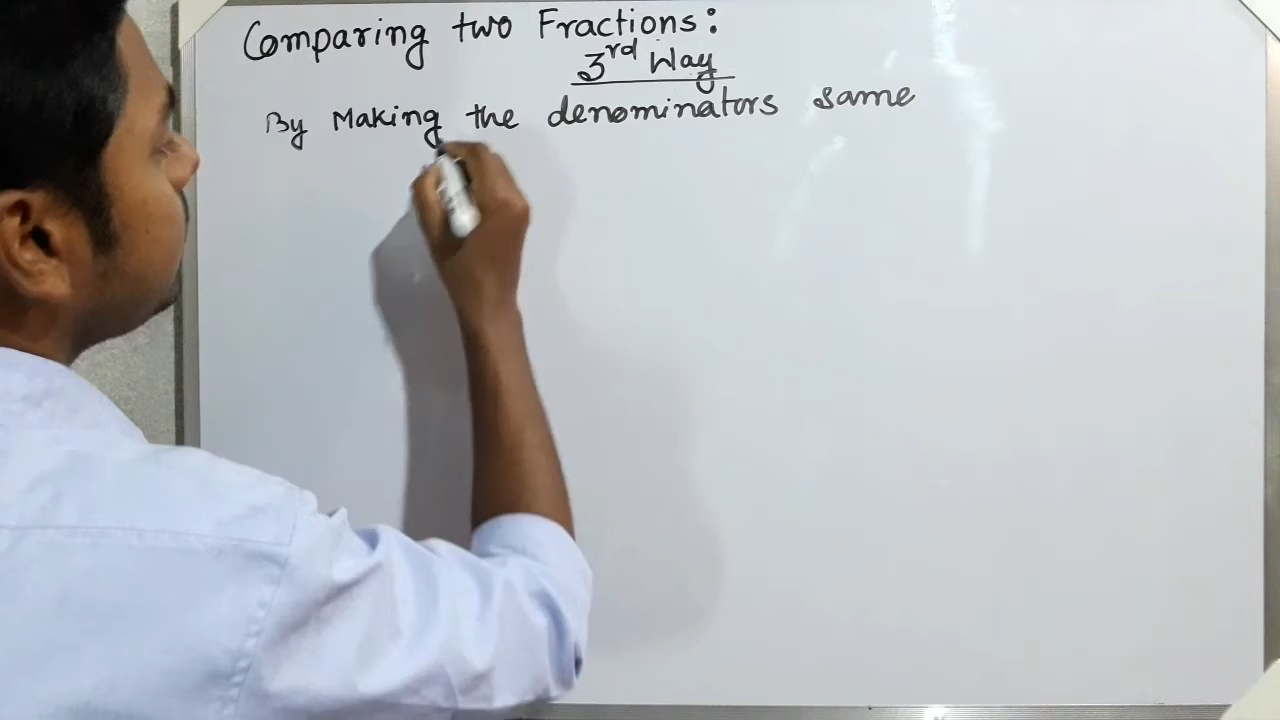 Comparing two Fractions:
3rd Way
By Making the denominators same